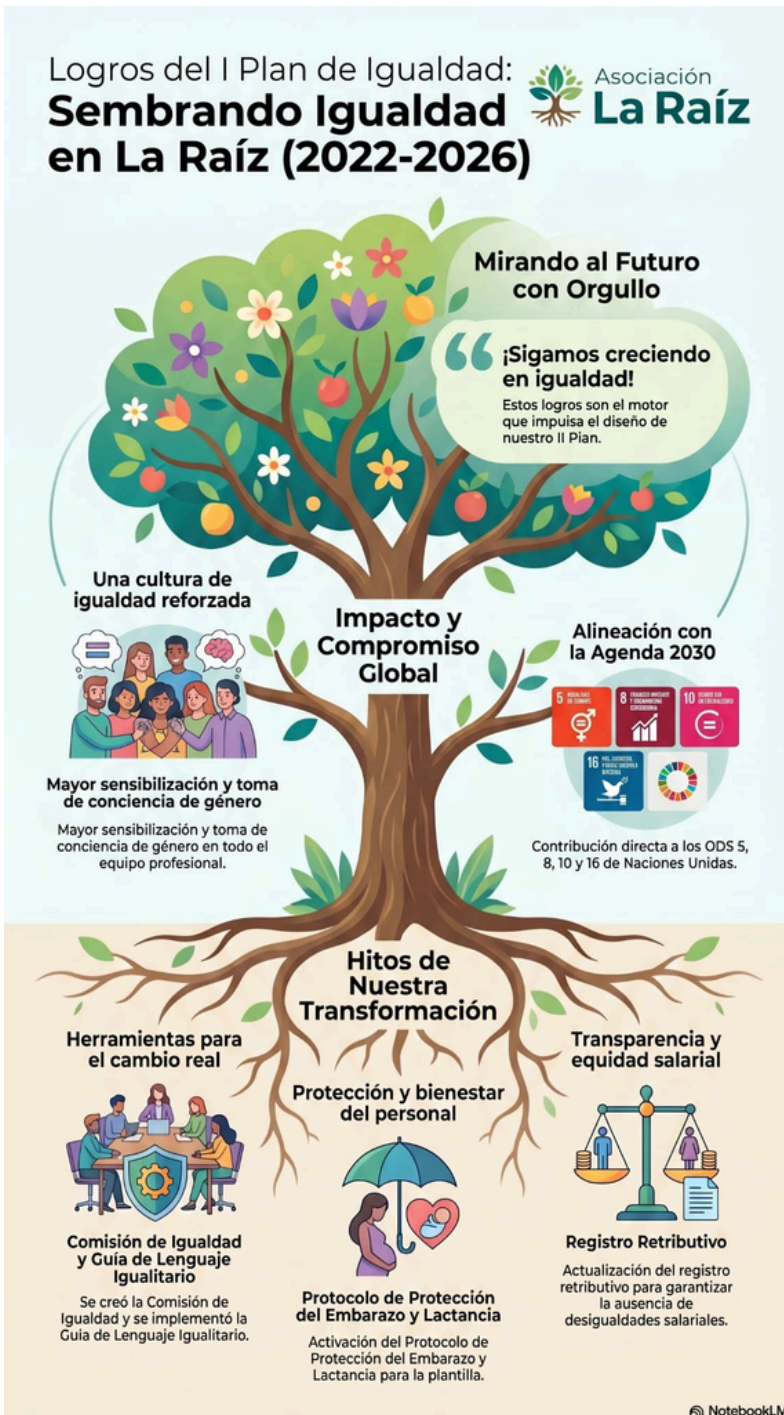 Logros del I Plan de Igualdad:
Sembrando Igualdad
en La Raíz (2022-2026)
Asociación
La Raíz
Mirando al Futuro
con Orgullo
“
¡Sigamos creciendo
en igualdad!
Estos logros son el motor
que impuisa el diseño de
nuestro II Plan.
Una cultura de
igualdad reforzada
Mayor sensibilización y toma
de conciencia de género
Mayor sensibilización y toma de
conciencia de género en todo el
equipo profesional.
Impacto y
Compromiso
Global
Alineación con
la Agenda 2030
5
8
10
16
Contribución directa a los ODS 5,
8, 10 y 16 de Naciones Unidas.
Hitos de
Nuestra
Transformación
Herramientas para
el cambio real
Comisión de Igualdad
y Guía de Lenguaje
Igualitario
Se creó la Comisión de
Igualdad y se implementó la
Guia de Lenguaje Igualitario.
Protección y bienestar
del personal
Protocolo de Protección
del Embarazo y Lactancia
Activación del Protocolo de
Protección del Embarazo y
Lactancia para la plantilla.
Transparencia y
equidad salarial
Registro Retributivo
Actualización del registro
retributivo para garantizar
la ausencia de
desigualdades salariales.
NotebookLM